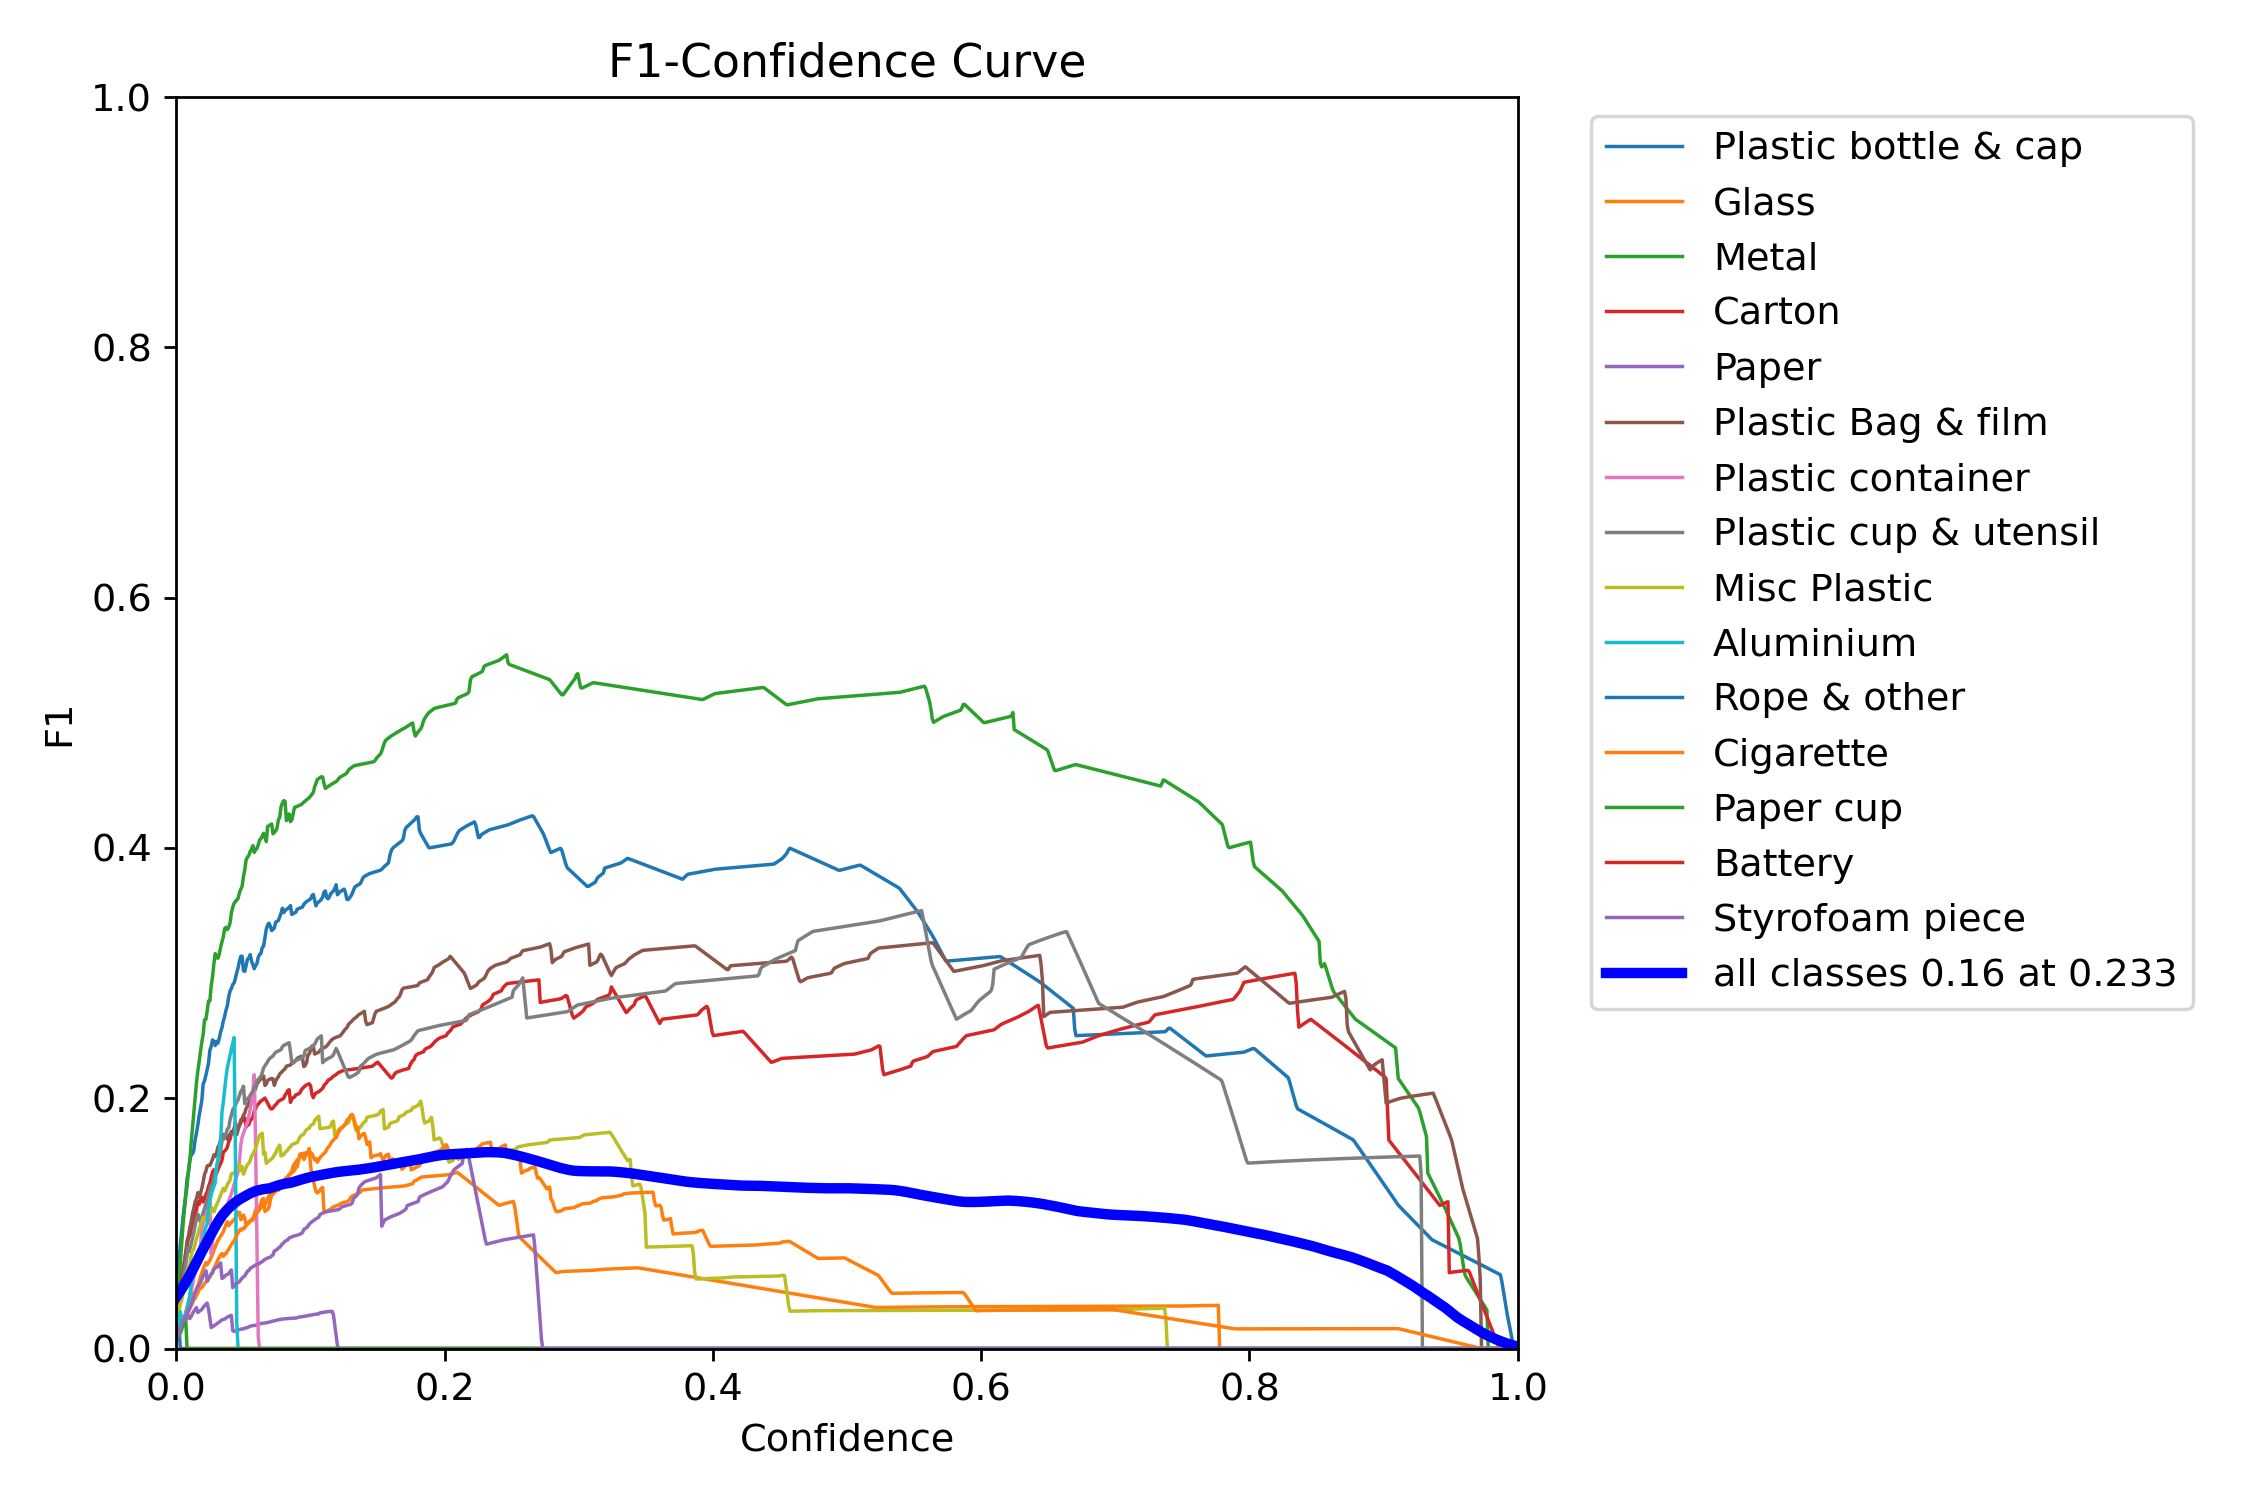 F1-Confidence Curve
1.0
0.8
0.6
0.4
0.2
0.0
F1
0.0 0.2 0.4 0.6 0.8 1.0
Confidence
Plastic bottle & cap
Glass
Metal
Carton
Paper
Plastic Bag & film
Plastic container
Plastic cup & utensil
Misc Plastic
Aluminium
Rope & other
Cigarette
Paper cup
Battery
Styrofoam piece
all classes 0.16 at 0.233